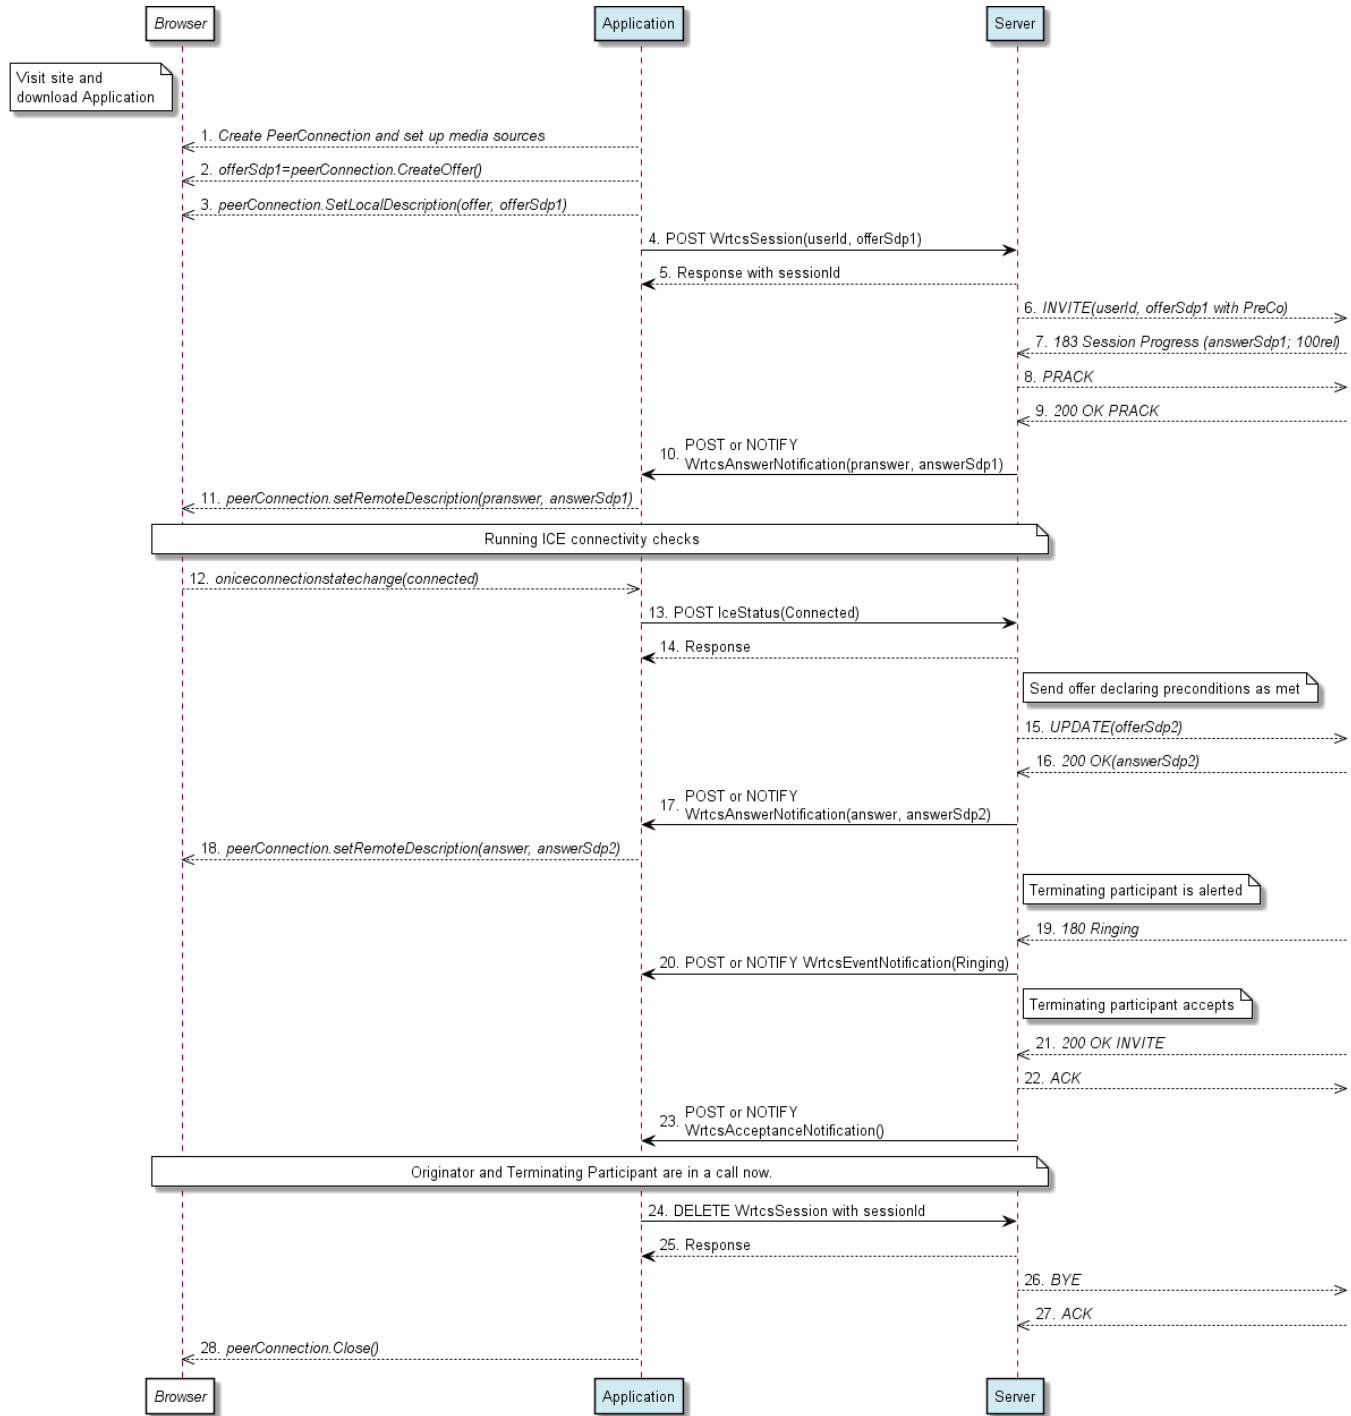 Browser
Application
Server
Visit site and
download Application
1. Create PeerConnection and set up media sources
2. offerSdp1=peerConnection.CreateOffer()
3. peerConnection.SetLocalDescription(offer, offerSdp1)
4. POST WrtcsSession(userId, offerSdp1)
5. Response with sessionId
6. INVITE(userId, offerSdp1 with PreCo)
7. 183 Session Progress (answerSdp1; 100rel)
8. PRACK
9. 200 OK PRACK
10. POST or NOTIFY
WrtcsAnswerNotification(pranswer, answerSdp1)
11. peerConnection.setRemoteDescription(pranswer, answerSdp1)
Running ICE connectivity checks
12. oniceconnectionstatechange(connected)
13. POST IceStatus(Connected)
14. Response
Send offer declaring preconditions as met
15. UPDATE(offerSdp2)
16. 200 OK(answerSdp2)
17. POST or NOTIFY
WrtcsAnswerNotification(answer, answerSdp2)
18. peerConnection.setRemoteDescription(answer, answerSdp2)
Terminating participant is alerted
19. 180 Ringing
20. POST or NOTIFY WrtcsEventNotification(Ringing)
Terminating participant accepts
21. 200 OK INVITE
22. ACK
23. POST or NOTIFY
WrtcsAcceptanceNotification()
Originator and Terminating Participant are in a call now.
24. DELETE WrtcsSession with sessionId
25. Response
26. BYE
27. ACK
28. peerConnection.Close()
Browser
Application
Server